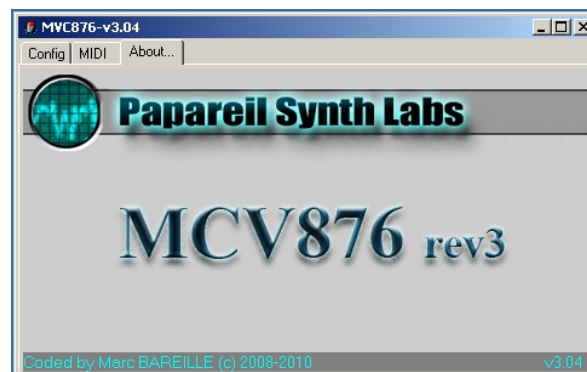 MVC876-v3.04
Config MIDI About...
Papareil Synth Labs
MCV876 rev3
Coded by Marc BAREILLE (c) 2008-2010 v3.04